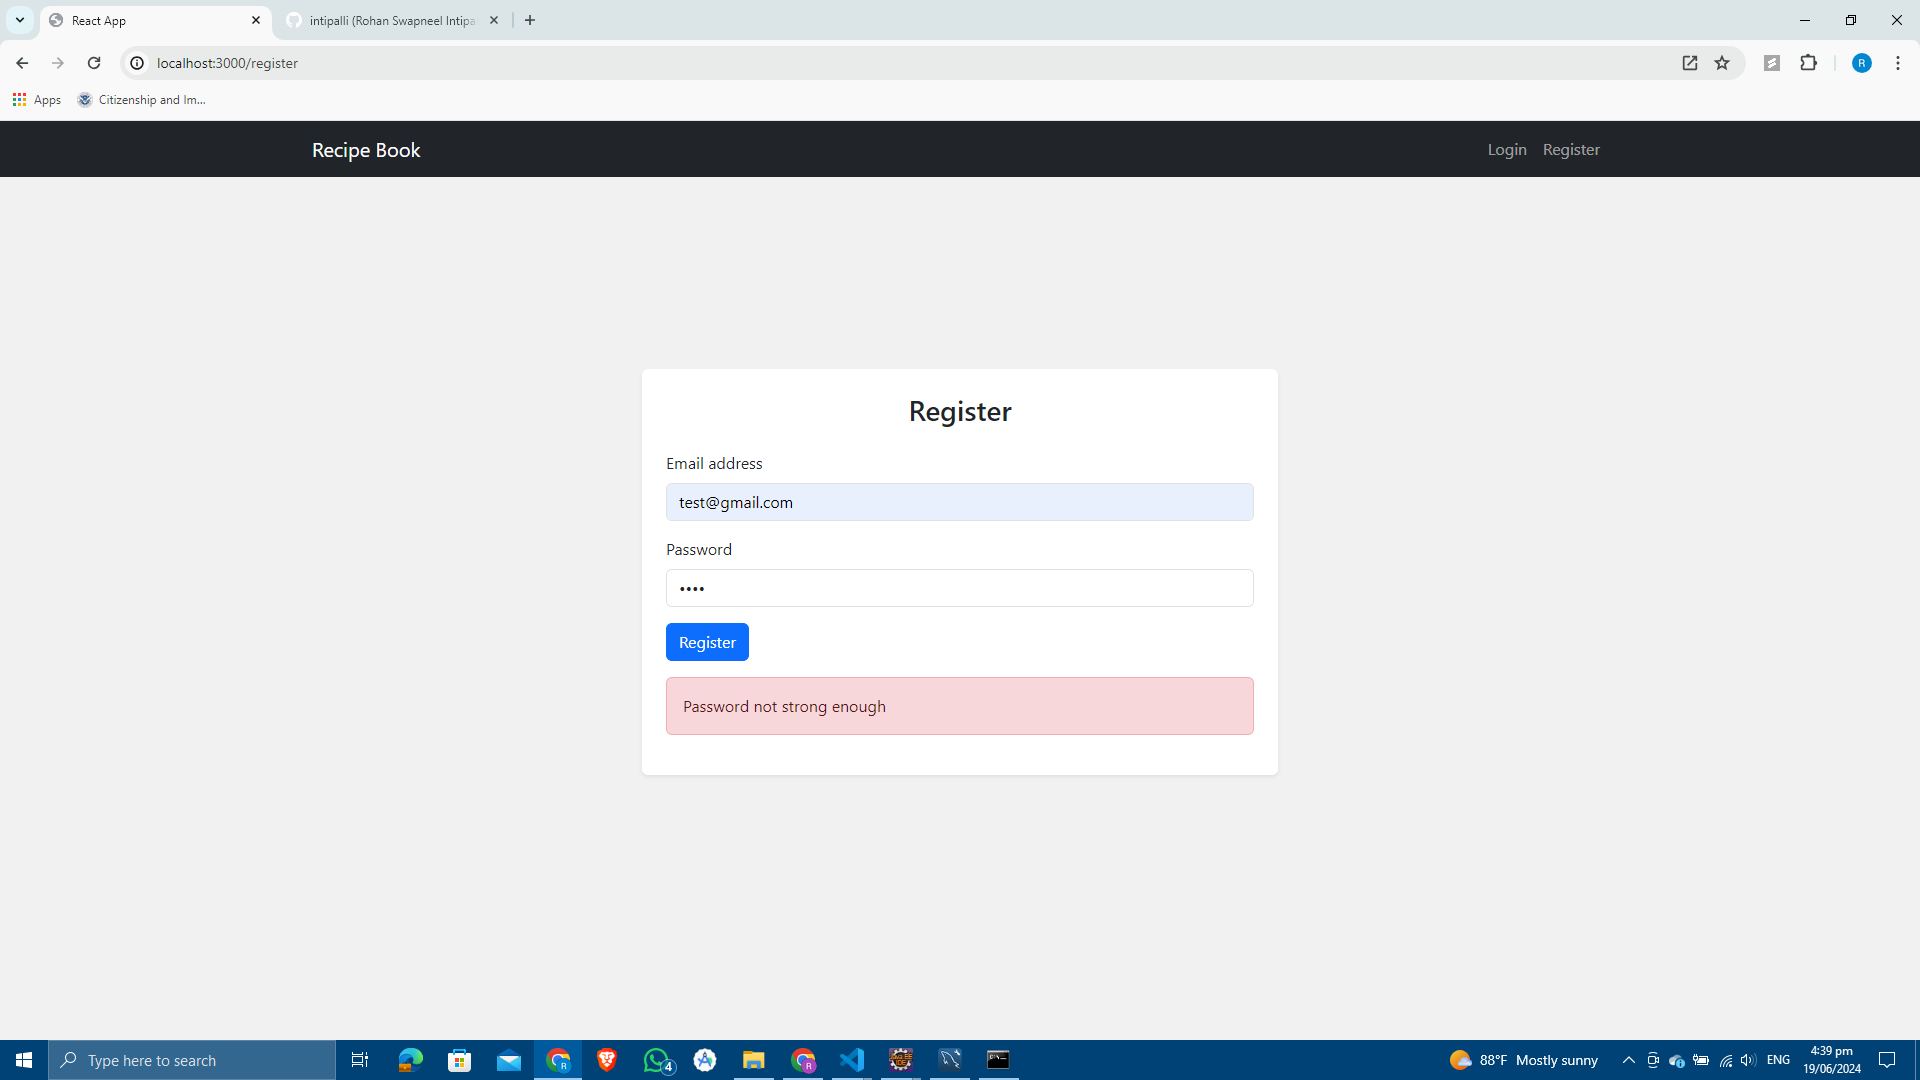 React App
intipalli (Rohan Swapneel Intipa
localhost:3000/register
R
Apps
Citizenship and Im...
Recipe Book
Login
Register
Register
Email address
test@gmail.com
Password
••••
Register
Password not strong enough
Type here to search
4
88°F Mostly sunny
ENG
4:39 pm
19/06/2024